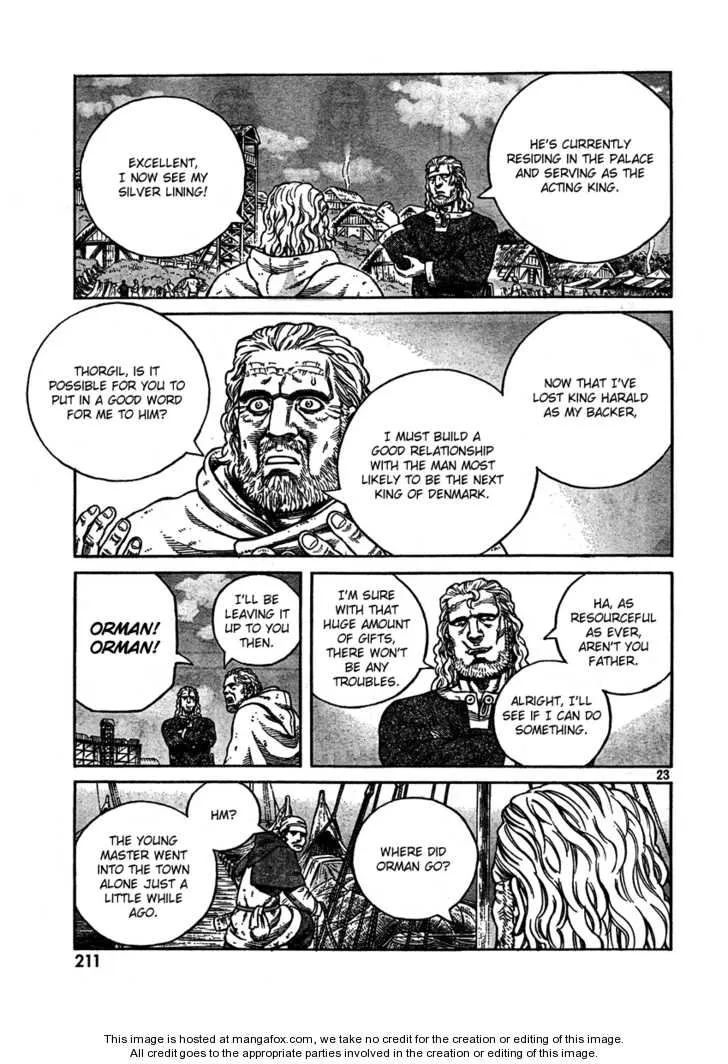 HE'S CURRENTLY
RESIDING IN THE PALACE
AND SERVING AS THE
ACTING KING.
EXCELLENT,
I NOW SEE MY
SILVER LINING!
NOW THAT I'VE
LOST KING HARALD
AS MY BACKER,
I MUST BUILD A
GOOD RELATIONSHIP
WITH THE MAN MOST
LIKELY TO BE THE NEXT
KING OF DENMARK.
THORGIL, IS IT
POSSIBLE FOR YOU TO
PUT IN A GOOD WORD
FOR ME TO HIM?
HA, AS
RESOURCEFUL
AS EVER,
AREN'T YOU
FATHER.
ALRIGHT, I'LL
SEE IF I CAN DO
SOMETHING.
I'M SURE
WITH THAT
HUGE AMOUNT
OF GIFTS,
THERE WON'T
BE ANY
TROUBLES.
I'LL BE
LEAVING IT
UP TO YOU
THEN.
ORMAN!
ORMAN!
23
WHERE DID
ORMAN GO?
HM?
THE YOUNG
MASTER WENT
INTO THE TOWN
ALONE JUST A
LITTLE WHILE
AGO.
211
This image is hosted at mangafox.com, we take no credit for the creation or editing of this image.
All credit goes to the appropriate parties involved in the creation or editing of this image.